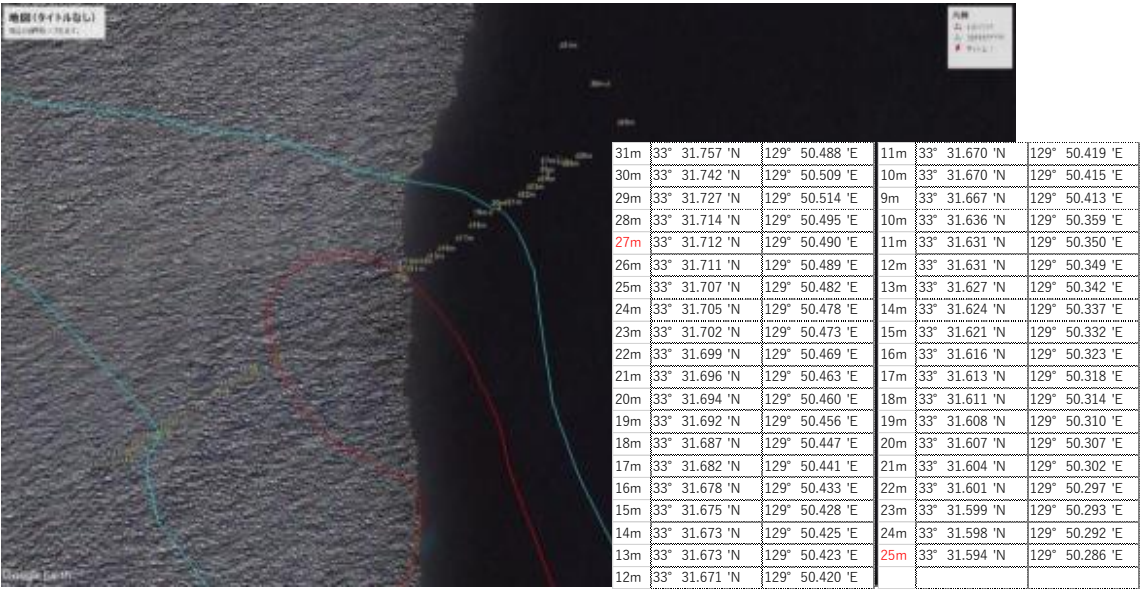 地図(タイトルなし)
凡例
31m 33° 31.757 'N 129° 50.488 'E 11m 33° 31.670 'N 129° 50.419 'E
30m 33° 31.742 'N 129° 50.509 'E 10m 33° 31.670 'N 129° 50.415 'E
29m 33° 31.727 'N 129° 50.514 'E 9m 33° 31.667 'N 129° 50.413 'E
28m 33° 31.714 'N 129° 50.495 'E 10m 33° 31.636 'N 129° 50.359 'E
27m 33° 31.712 'N 129° 50.490 'E 11m 33° 31.631 'N 129° 50.350 'E
26m 33° 31.711 'N 129° 50.489 'E 12m 33° 31.631 'N 129° 50.349 'E
25m 33° 31.707 'N 129° 50.482 'E 13m 33° 31.627 'N 129° 50.342 'E
24m 33° 31.705 'N 129° 50.478 'E 14m 33° 31.624 'N 129° 50.337 'E
23m 33° 31.702 'N 129° 50.473 'E 15m 33° 31.621 'N 129° 50.332 'E
22m 33° 31.699 'N 129° 50.469 'E 16m 33° 31.616 'N 129° 50.323 'E
21m 33° 31.696 'N 129° 50.463 'E 17m 33° 31.613 'N 129° 50.318 'E
20m 33° 31.694 'N 129° 50.460 'E 18m 33° 31.611 'N 129° 50.314 'E
19m 33° 31.692 'N 129° 50.456 'E 19m 33° 31.608 'N 129° 50.310 'E
18m 33° 31.687 'N 129° 50.447 'E 20m 33° 31.607 'N 129° 50.307 'E
17m 33° 31.682 'N 129° 50.441 'E 21m 33° 31.604 'N 129° 50.302 'E
16m 33° 31.678 'N 129° 50.433 'E 22m 33° 31.601 'N 129° 50.297 'E
15m 33° 31.675 'N 129° 50.428 'E 23m 33° 31.599 'N 129° 50.293 'E
14m 33° 31.673 'N 129° 50.425 'E 24m 33° 31.598 'N 129° 50.292 'E
13m 33° 31.673 'N 129° 50.423 'E 25m 33° 31.594 'N 129° 50.286 'E
12m 33° 31.671 'N 129° 50.420 'E
Google Earth